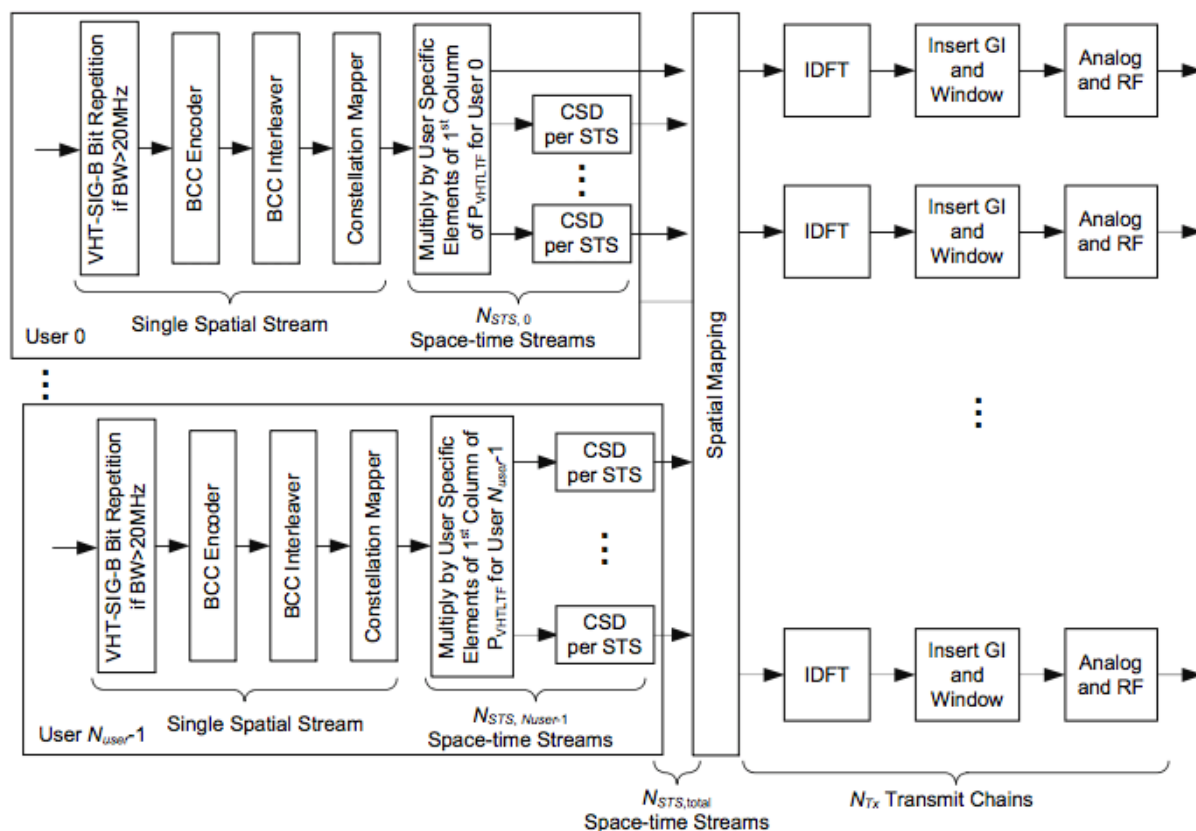 VHT-SIG-B Bit Repetition
if BW>20MHz
BCC Encoder
BCC Interleaver
Constellation Mapper
Multiply by User Specific
Elements of 1st Column
of PVHTLTF for User 0
CSD
per STS
CSD
per STS
Single Spatial Stream
NSTS, 0
Space-time Streams
User 0
VHT-SIG-B Bit Repetition
if BW>20MHz
BCC Encoder
BCC Interleaver
Constellation Mapper
Multiply by User Specific
Elements of 1st Column of
PVHTLTF for User Nuser-1
CSD
per STS
CSD
per STS
Single Spatial Stream
NSTS, Nuser-1
Space-time Streams
User Nuser-1
NSTS,total
Space-time Streams
Spatial Mapping
IDFT
Insert GI
and
Window
Analog
and RF
IDFT
Insert GI
and
Window
Analog
and RF
IDFT
Insert GI
and
Window
Analog
and RF
NTx Transmit Chains